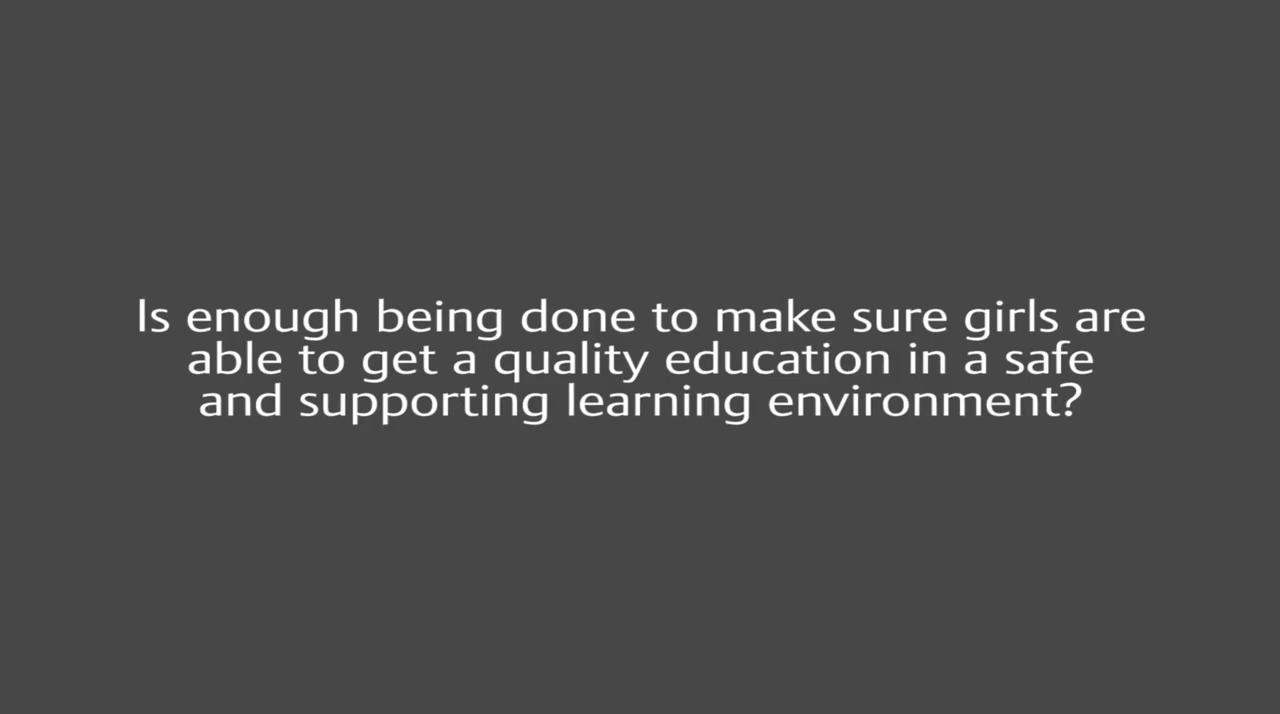 Is enough being done to make sure girls are
able to get a quality education in a safe
and supporting learning environment?